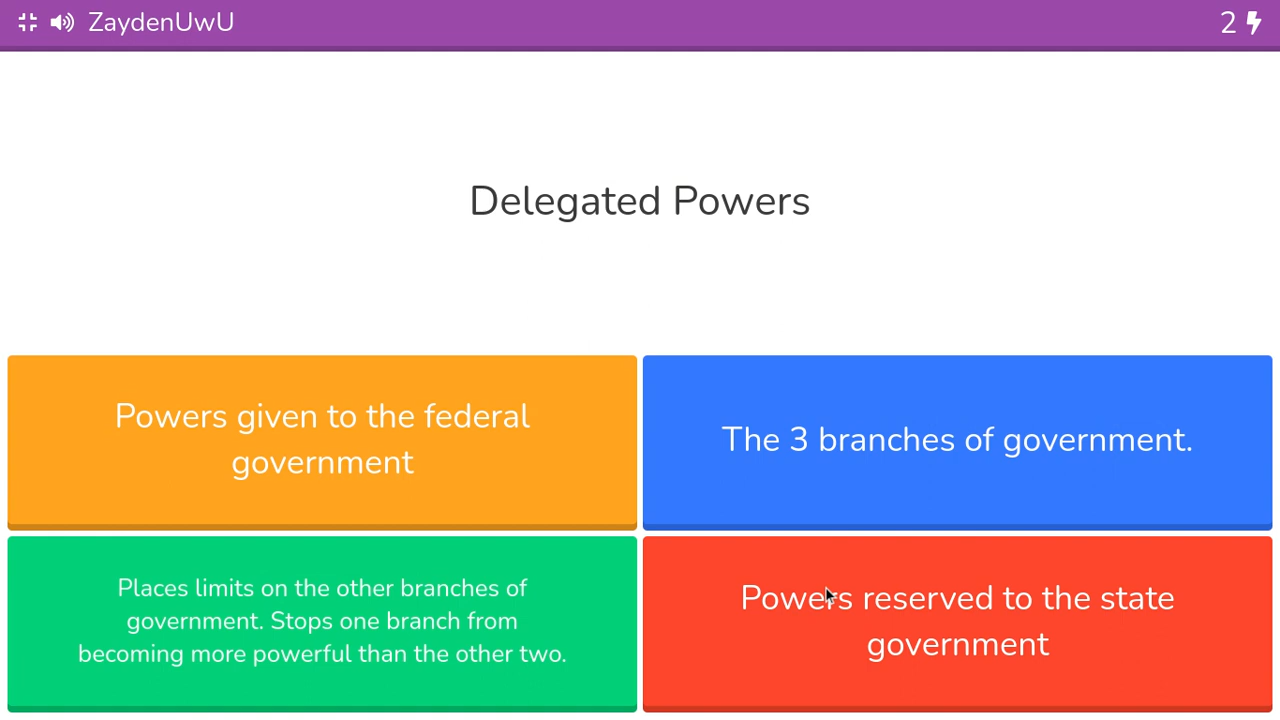 ZaydenUwU
2
Delegated Powers
Powers given to the federal
government
The 3 branches of government.
Places limits on the other branches of
government. Stops one branch from
becoming more powerful than the other two.
Powers reserved to the state
government